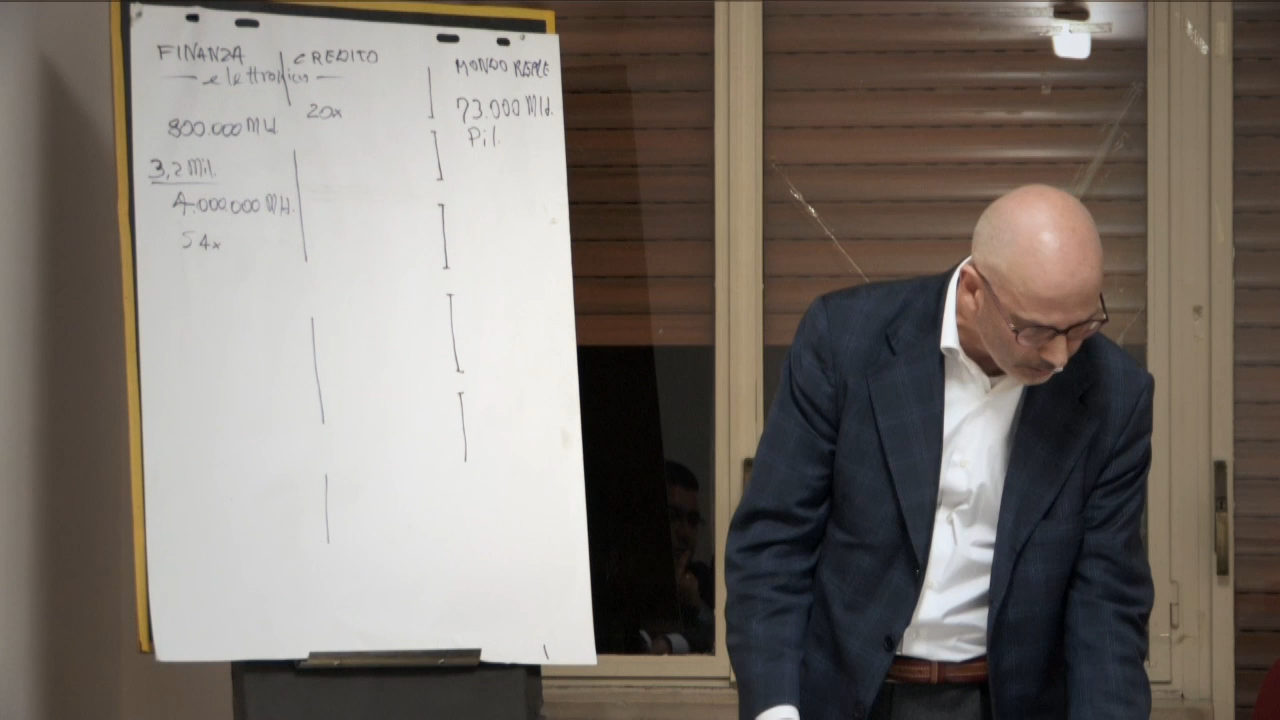 FINANZA
CREDITO
elettronica
MONDO REALE
800.000 Mld.
20x
73.000 Mld.
Pil.
3,2 Mil.
4.000.000 Mld.
54x